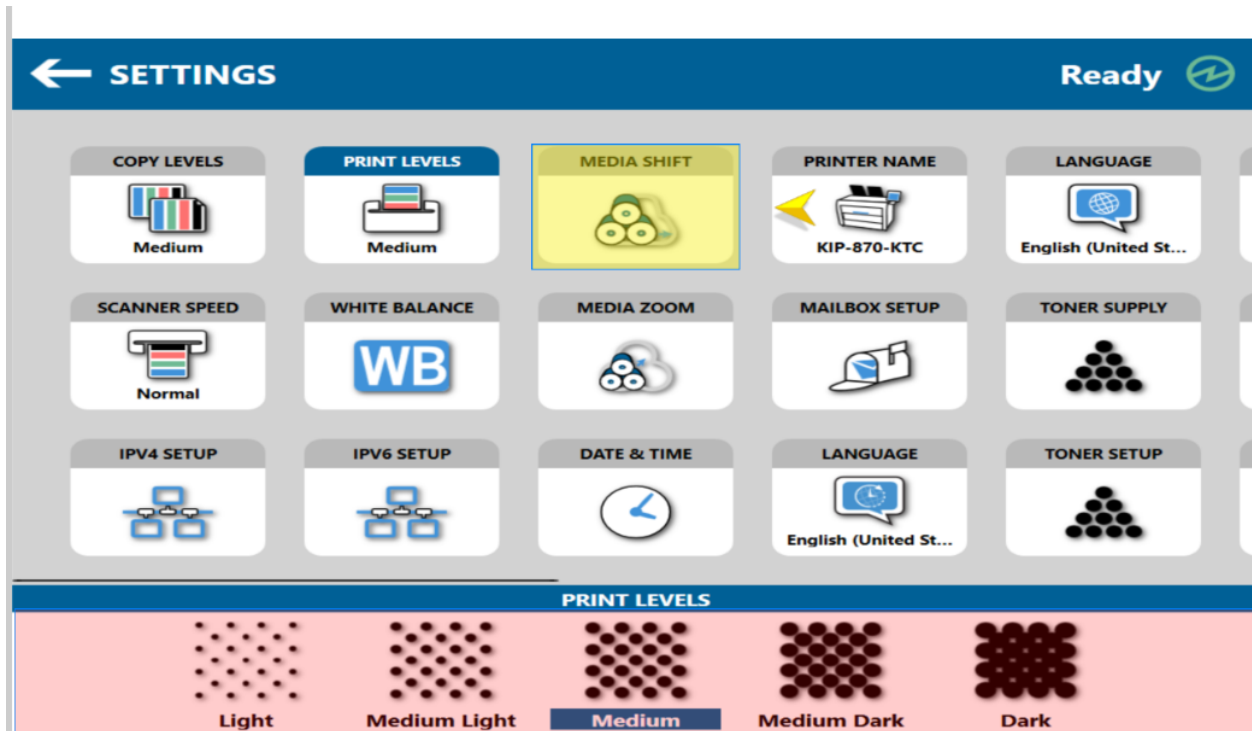 SETTINGS Ready
COPY LEVELS PRINT LEVELS MEDIA SHIFT PRINTER NAME LANGUAGE
Medium Medium KIP-870-KTC English (United St...
SCANNER SPEED WHITE BALANCE MEDIA ZOOM MAILBOX SETUP TONER SUPPLY
WB
Normal
IPV4 SETUP IPV6 SETUP DATE & TIME LANGUAGE TONER SETUP
English (United St...
PRINT LEVELS
Light Medium Light Medium Medium Dark Dark